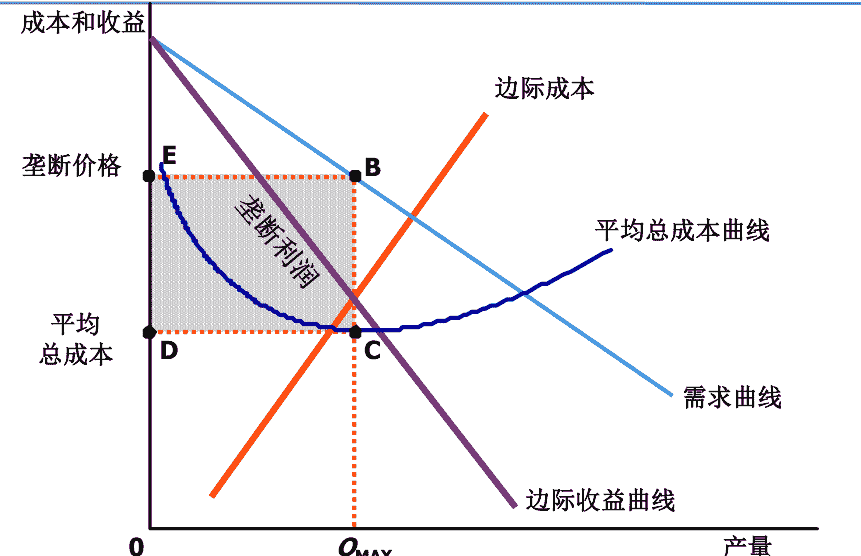 成本和收益
边际成本
垄断价格
E
B
垄断利润
平均总成本曲线
平均
总成本
D
C
需求曲线
边际收益曲线
0
QMAX
产量